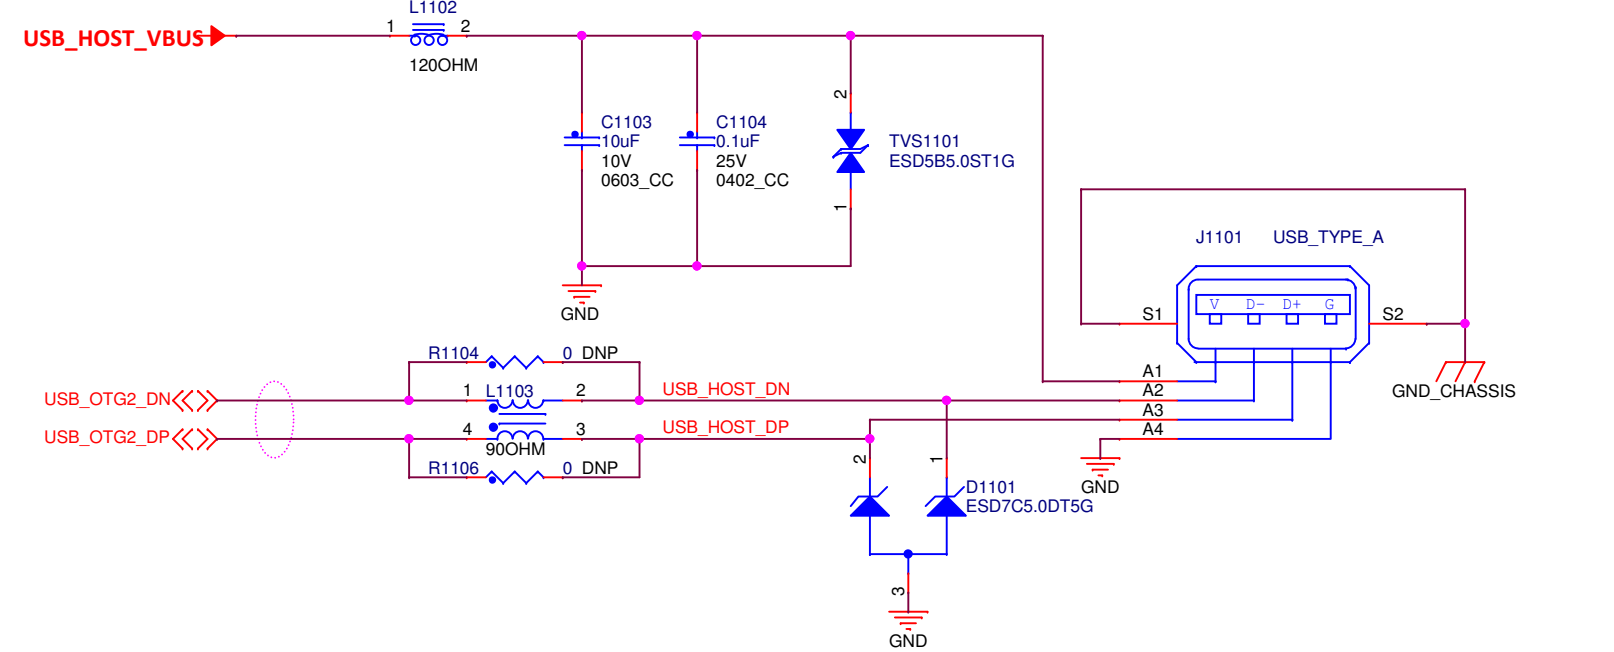 L1102
1
2
USB_HOST_VBUS
120OHM
2
C1103
10uF
10V
0603_CC
C1104
0.1uF
25V
0402_CC
TVS1101
ESD5B5.0ST1G
1
J1101 USB_TYPE_A
V D- D+ G
S1
S2
GND
GND_CHASSIS
R1104
0 DNP
1
L1103
2
USB_OTG2_DN
USB_HOST_DN
A1
A2
A3
A4
USB_OTG2_DP
4
3
USB_HOST_DP
90OHM
R1106
0 DNP
2
1
D1101
ESD7C5.0DT5G
GND
3
GND